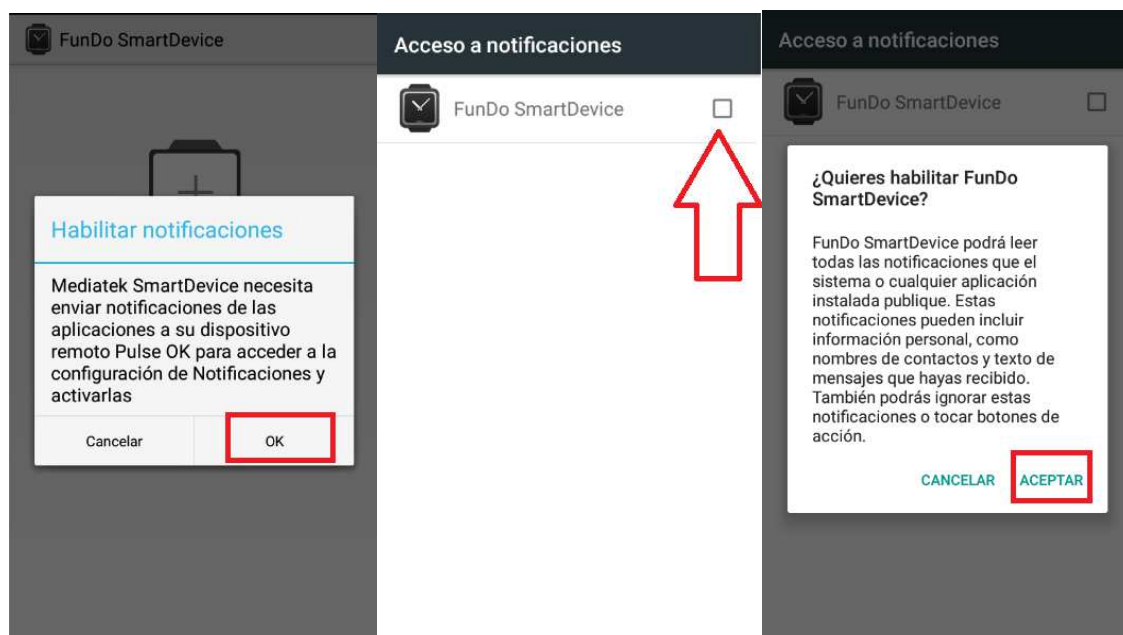 FunDo SmartDevice
Habilitar notificaciones
Mediatek SmartDevice necesita
enviar notificaciones de las
aplicaciones a su dispositivo
remoto Pulse OK para acceder a la
configuración de Notificaciones y
activarlas
Cancelar
OK
Acceso a notificaciones
FunDo SmartDevice
Acceso a notificaciones
FunDo SmartDevice
¿Quieres habilitar FunDo
SmartDevice?
FunDo SmartDevice podrá leer
todas las notificaciones que el
sistema o cualquier aplicación
instalada publique. Estas
notificaciones pueden incluir
información personal, como
nombres de contactos y texto de
mensajes que hayas recibido.
También podrás ignorar estas
notificaciones o tocar botones de
acción.
CANCELAR
ACEPTAR